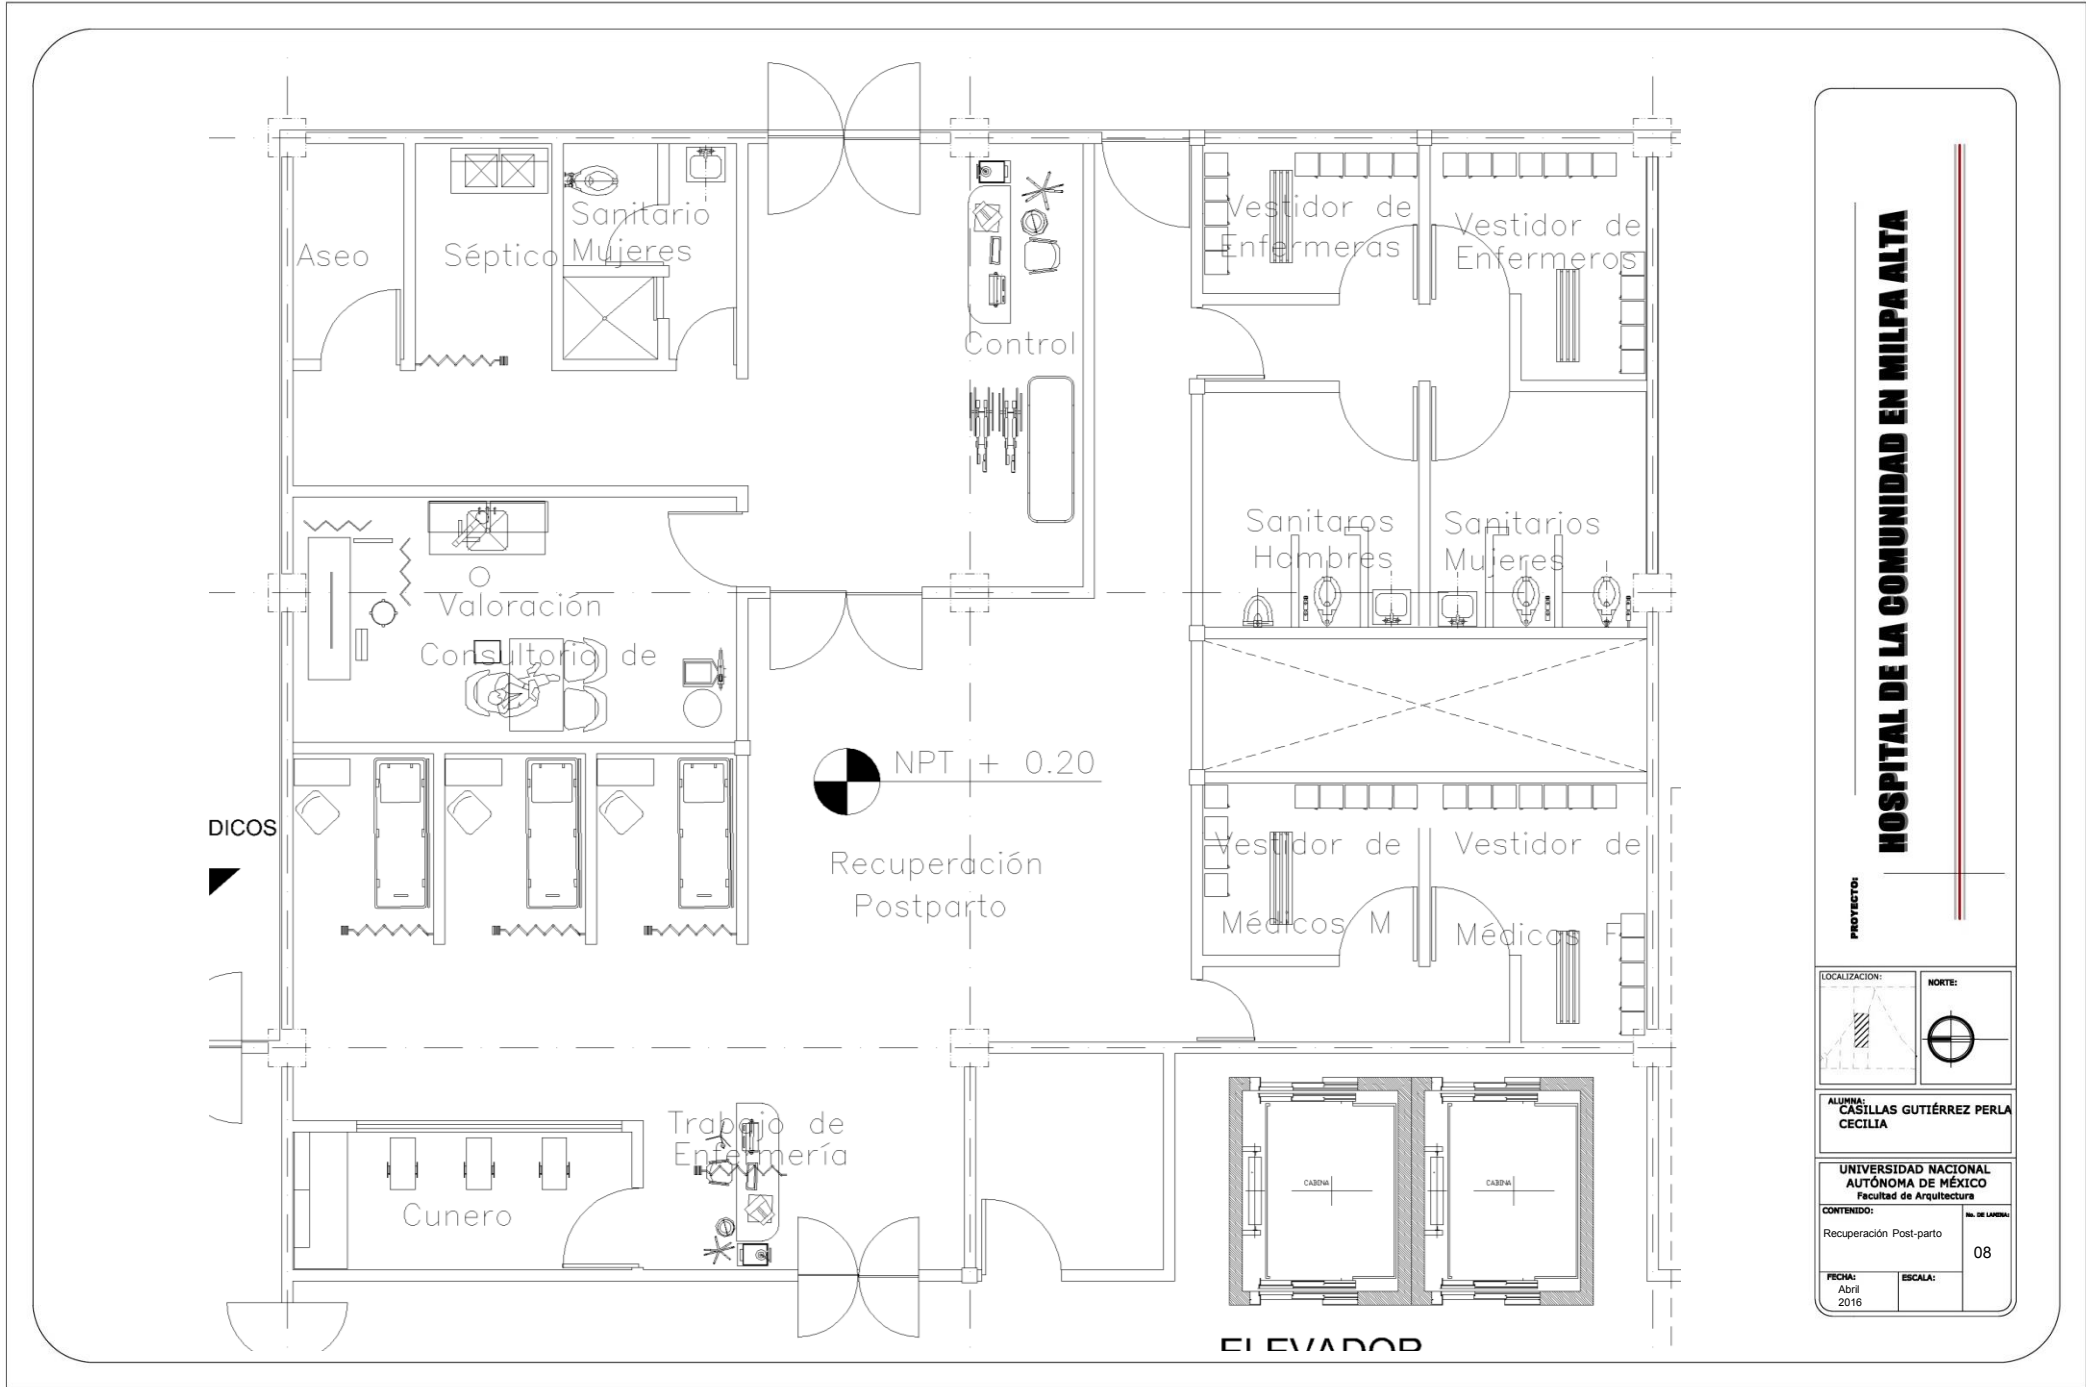 Aseo
Séptico
Sanitario
Mujeres
Control
Vestidor de
Enfermeras
Vestidor de
Enfermeros
Valoración
Consultorio de
Sanitaros
Hombres
Sanitarios
Mujeres
NPT + 0.20
DICOS
Recuperación
Postparto
Vestidor de
Médicos M
Vestidor de
Médicos F
Trabajo de
Enfermería
Cunero
CABINA
CABINA
ELEVADOR
PROYECTO:
HOSPITAL DE LA COMUNIDAD EN MILPA ALTA
LOCALIZACION:
NORTE:
ALUMNA:
CASILLAS GUTIÉRREZ PERLA
CECILIA
UNIVERSIDAD NACIONAL
AUTÓNOMA DE MÉXICO
Facultad de Arquitectura
CONTENIDO:
Recuperación Post-parto
No. DE LAMINA:
08
FECHA:
Abril
2016
ESCALA: